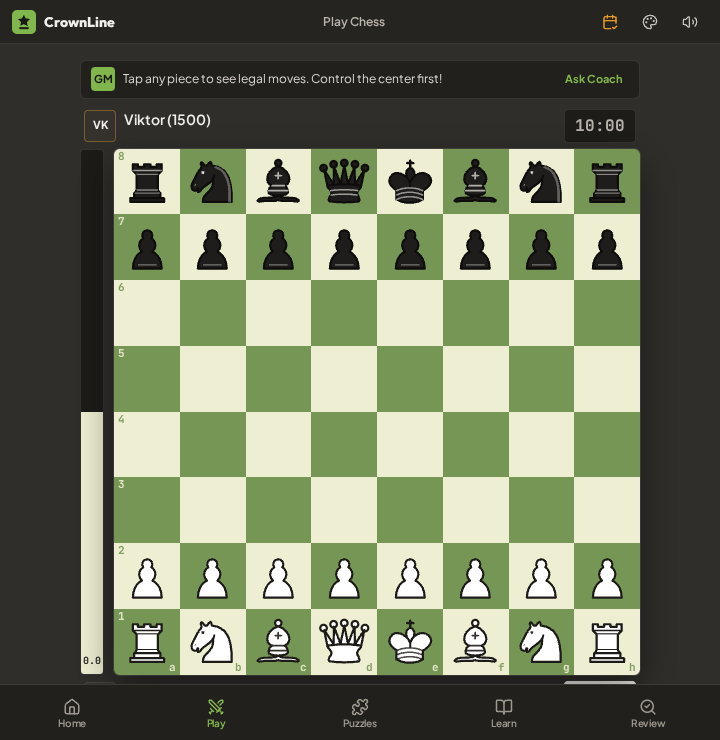 CrownLine
Play Chess
GM Tap any piece to see legal moves. Control the center first! Ask Coach
VK Viktor (1500) 10:00
8
7
6
5
4
3
2
1
a b c d e f g h
0.0
Home Play Puzzles Learn Review